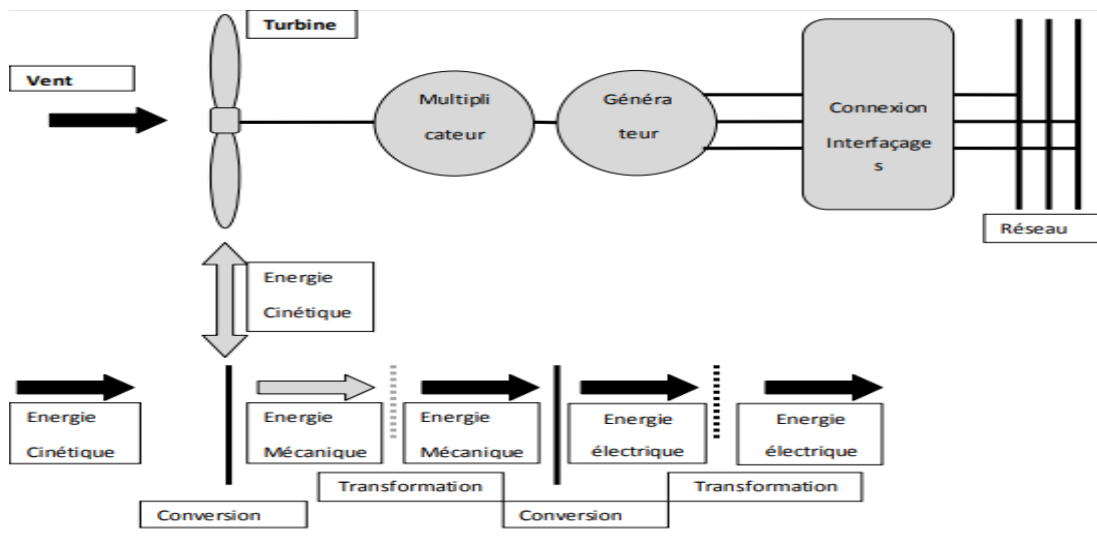 Turbine
Vent
Multipli
cateur
Généra
teur
Connexion
Interfaçage
s
Réseau
Energie
Cinétique
Energie
Cinétique
Energie
Mécanique
Energie
Mécanique
Energie
électrique
Energie
électrique
Transformation
Transformation
Conversion
Conversion